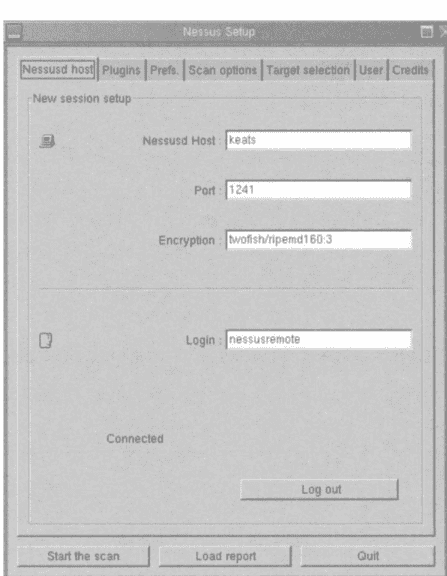 Nessus Setup
Nessusd host Plugins Prefs. Scan options Target selection User Credits
New session setup
Nessusd Host : keats
Port : 1241
Encryption : twofish/ripemd160:3
Login : nessusremote
Connected
Log out
Start the scan Load report Quit